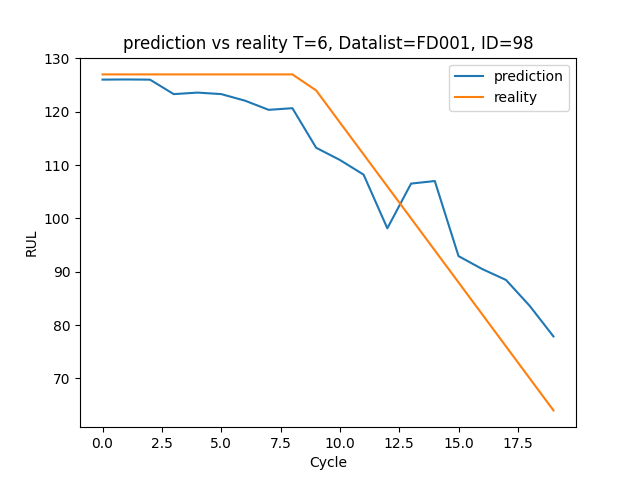 prediction vs reality T=6, Datalist=FD001, ID=98
prediction
reality
130
120
110
100
90
80
70
RUL
0.0 2.5 5.0 7.5 10.0 12.5 15.0 17.5
Cycle